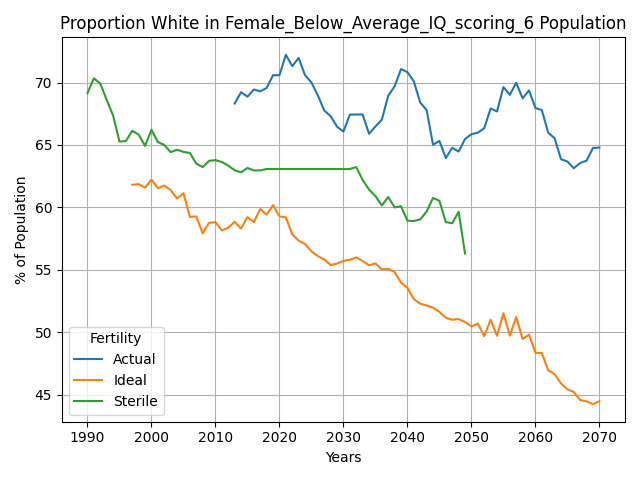 Proportion White in Female_Below_Average_IQ_scoring_6 Population
% of Population
70
65
60
55
50
45
Fertility
Actual
Ideal
Sterile
1990 2000 2010 2020 2030 2040 2050 2060 2070
Years